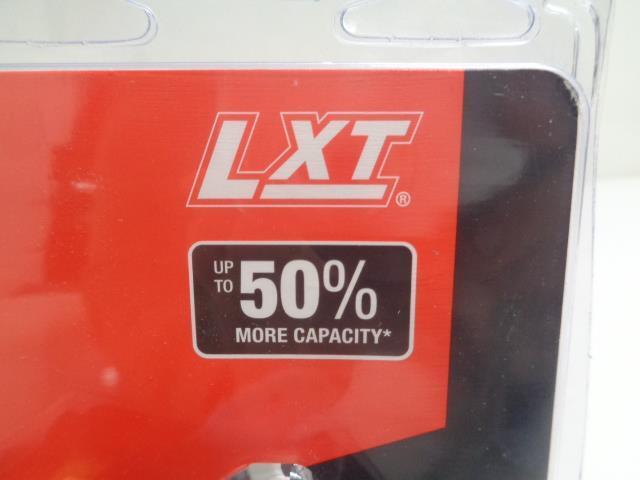 LXT®
UP TO 50%
MORE CAPACITY*